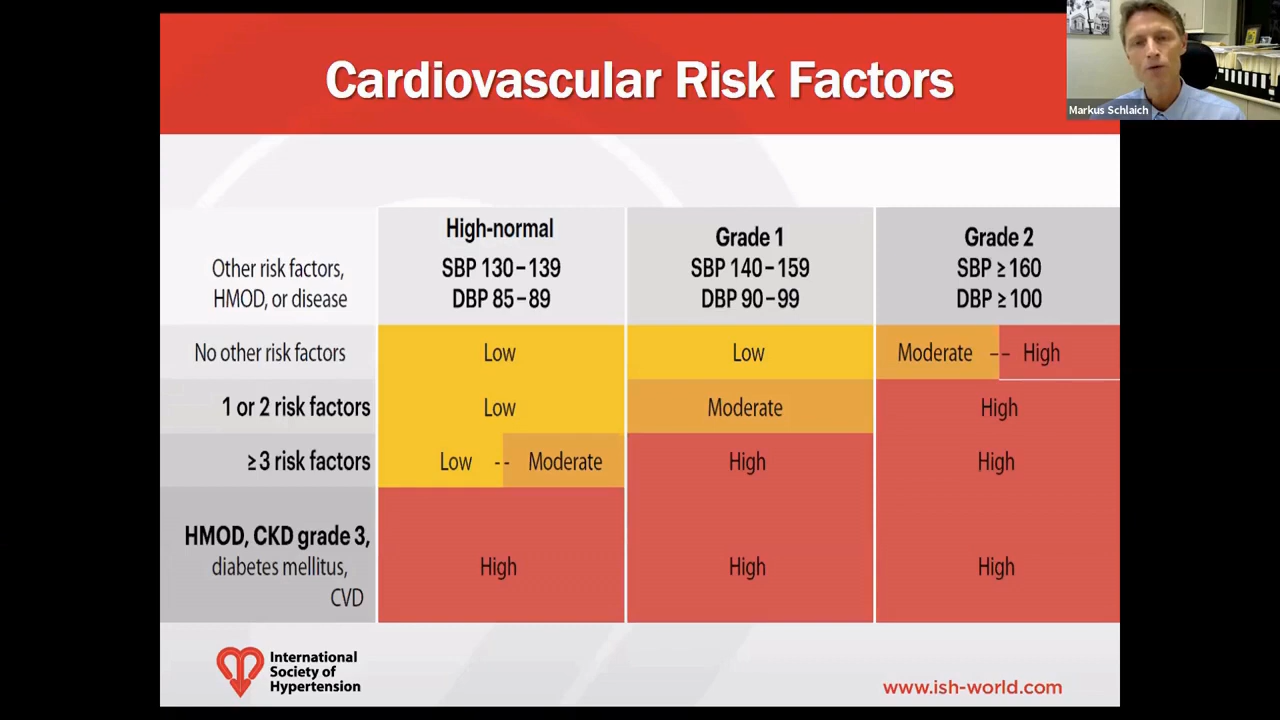 Cardiovascular Risk Factors
Markus Schlaich
Other risk factors,
HMOD, or disease
High-normal
SBP 130–139
DBP 85–89
Grade 1
SBP 140–159
DBP 90–99
Grade 2
SBP ≥ 160
DBP ≥ 100
No other risk factors
Low
Low
Moderate -- High
1 or 2 risk factors
Low
Moderate
High
≥3 risk factors
Low -- Moderate
High
High
HMOD, CKD grade 3,
diabetes mellitus,
CVD
High
High
High
International
Society of
Hypertension
www.ish-world.com